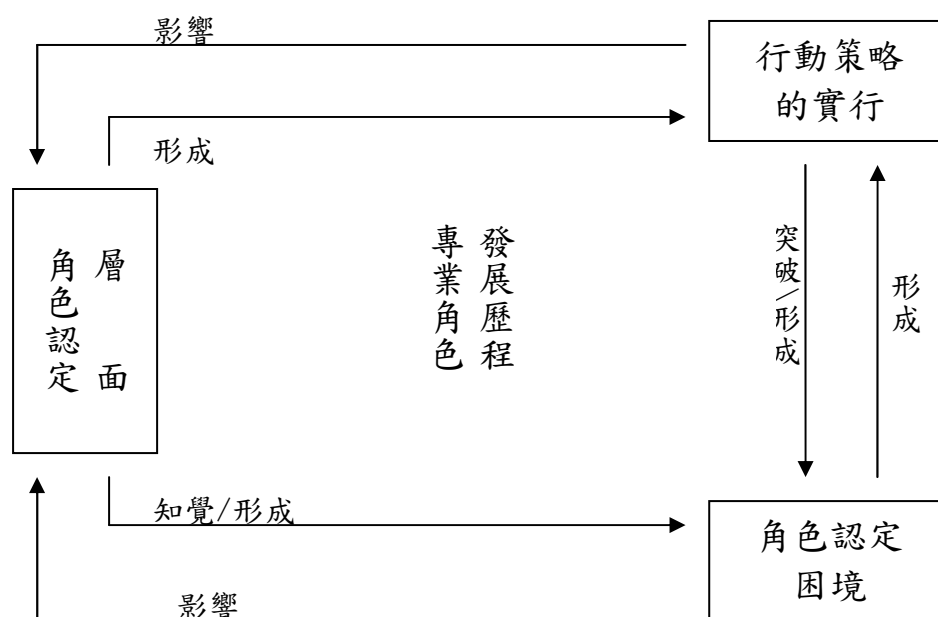 影響
行動策略
的實行
形成
角色認定
層面
專業角色
發展歷程
突破\形成
形成
知覺/形成
角色認定
困境
影響